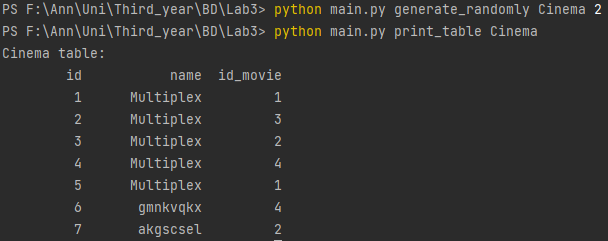 PS F:\Ann\Uni\Third_year\BD\Lab3> python main.py generate_randomly Cinema 2
PS F:\Ann\Uni\Third_year\BD\Lab3> python main.py print_table Cinema
Cinema table:
id name id_movie
1 Multiplex 1
2 Multiplex 3
3 Multiplex 2
4 Multiplex 4
5 Multiplex 1
6 gmnkvqkx 4
7 akgscsel 2